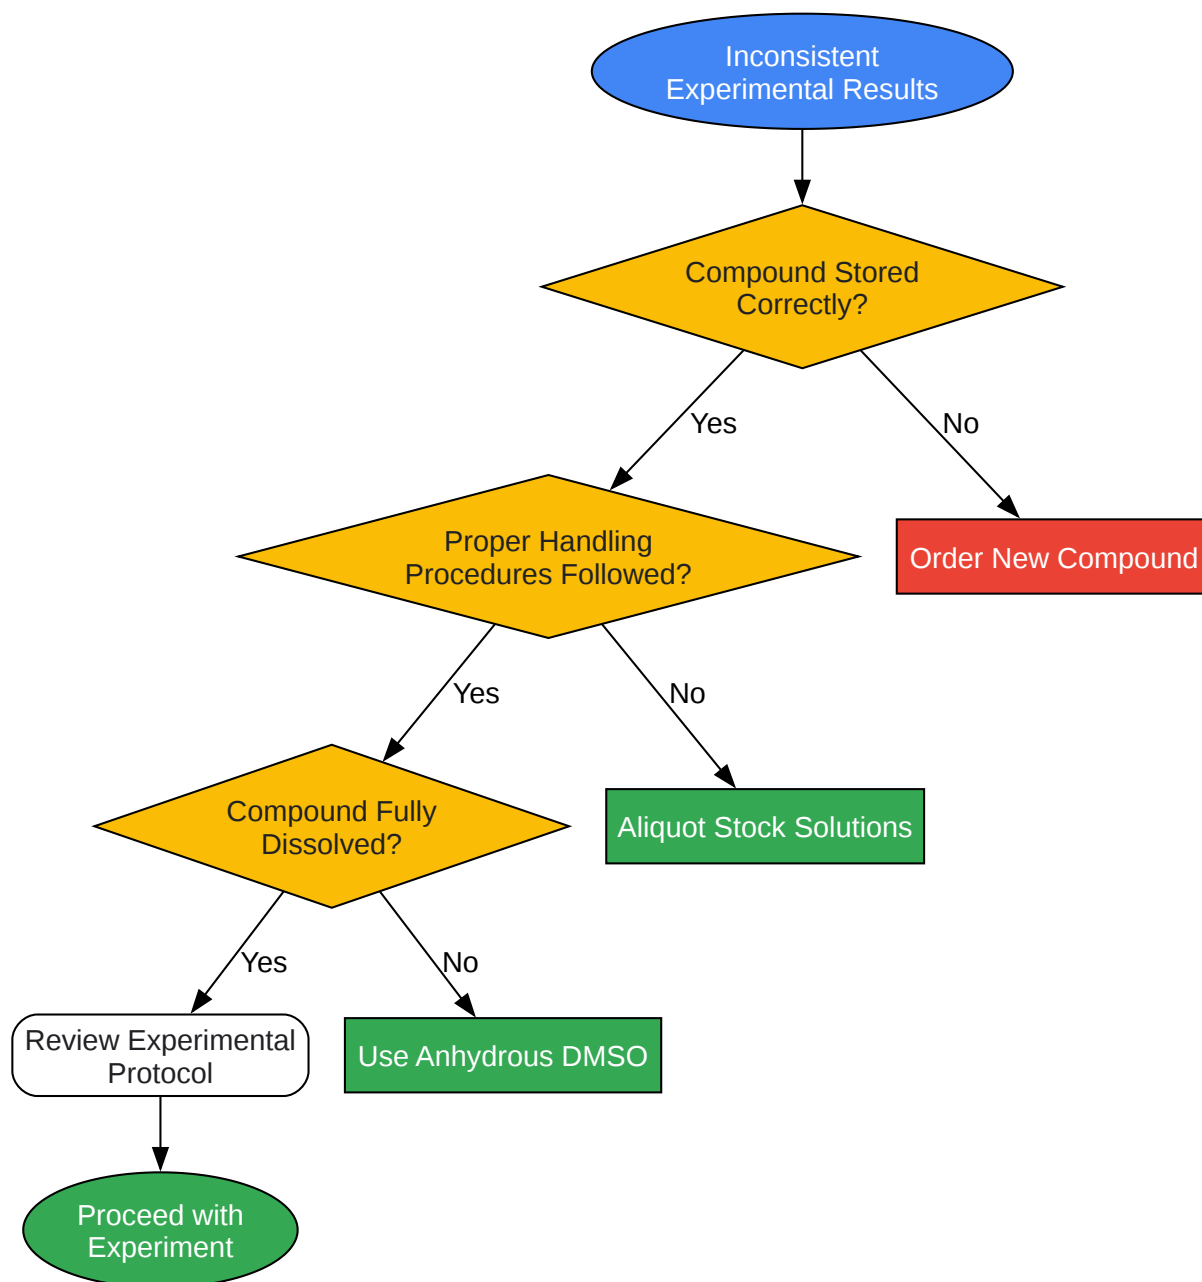 Inconsistent
Experimental Results
Compound Stored
Correctly?
Yes
No
Proper Handling
Procedures Followed?
Order New Compound
Yes
No
Compound Fully
Dissolved?
Aliquot Stock Solutions
Yes
No
Review Experimental
Protocol
Use Anhydrous DMSO
Proceed with
Experiment